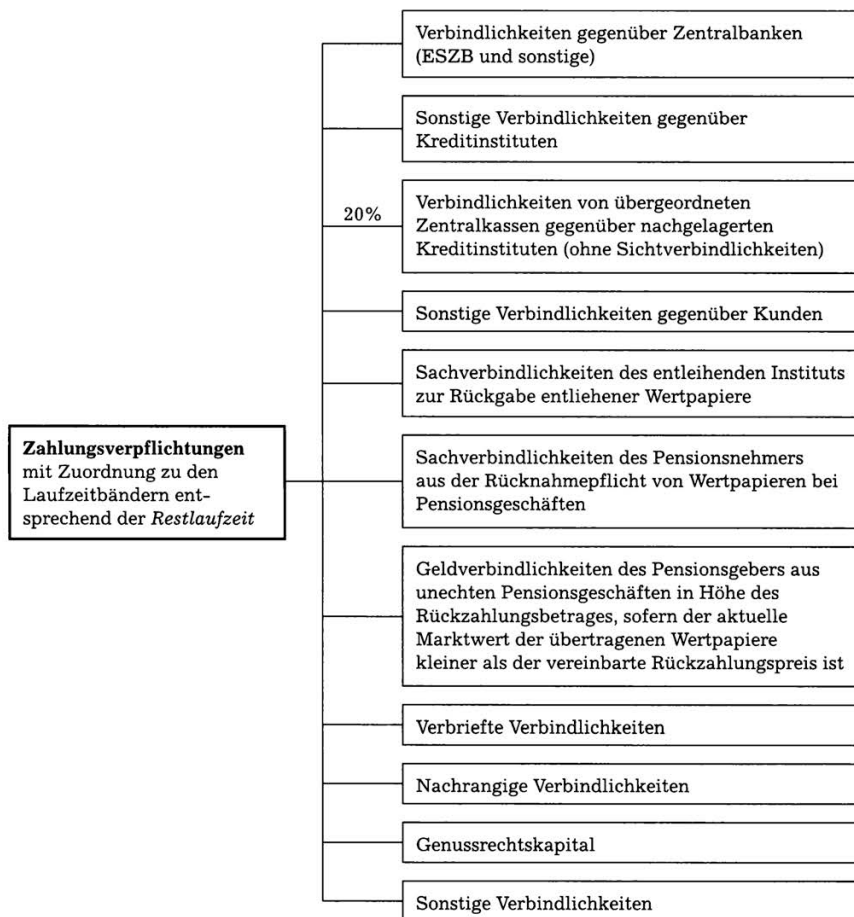 Verbindlichkeiten gegenüber Zentralbanken
(ESZB und sonstige)
Sonstige Verbindlichkeiten gegenüber
Kreditinstituten
20%
Verbindlichkeiten von übergeordneten
Zentralkassen gegenüber nachgelagerten
Kreditinstituten (ohne Sichtverbindlichkeiten)
Sonstige Verbindlichkeiten gegenüber Kunden
Sachverbindlichkeiten des entleihenden Instituts
zur Rückgabe entliehener Wertpapiere
Zahlungsverpflichtungen
mit Zuordnung zu den
Laufzeitbändern ent-
sprechend der Restlaufzeit
Sachverbindlichkeiten des Pensionsnehmers
aus der Rücknahmepflicht von Wertpapieren bei
Pensionsgeschäften
Geldverbindlichkeiten des Pensionsgebers aus
unechten Pensionsgeschäften in Höhe des
Rückzahlungsbetrages, sofern der aktuelle
Marktwert der übertragenen Wertpapiere
kleiner als der vereinbarte Rückzahlungspreis ist
Verbriefte Verbindlichkeiten
Nachrangige Verbindlichkeiten
Genussrechtskapital
Sonstige Verbindlichkeiten